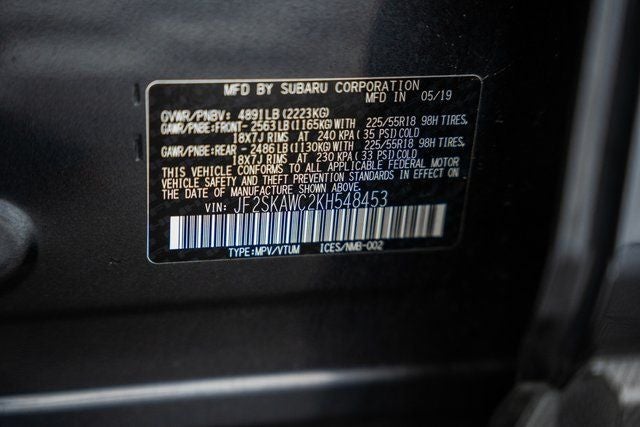 MFD BY SUBARU CORPORATION
MFD IN 05/19
GVWR/PNBV: 4891LB(2223KG)
GAWR/PNBE:FRONT-2563LB(1165KG)WITH 225/55R18 98H TIRES,
18X7J RIMS AT 240 KPA(35 PSI)COLD
GAWR/PNBE:REAR -2486LB(1130KG)WITH 225/55R18 98H TIRES,
18X7J RIMS AT 230 KPA(33 PSI)COLD
THIS VEHICLE CONFORMS TO ALL APPLICABLE FEDERAL MOTOR
VEHICLE SAFETY AND THEFT PREVENTION STANDARDS IN EFFECT ON
THE DATE OF MANUFACTURE SHOWN ABOVE.
VIN: JF2SKAWC2KH548453
TYPE:MPV/VTUM ICES/NMB-002